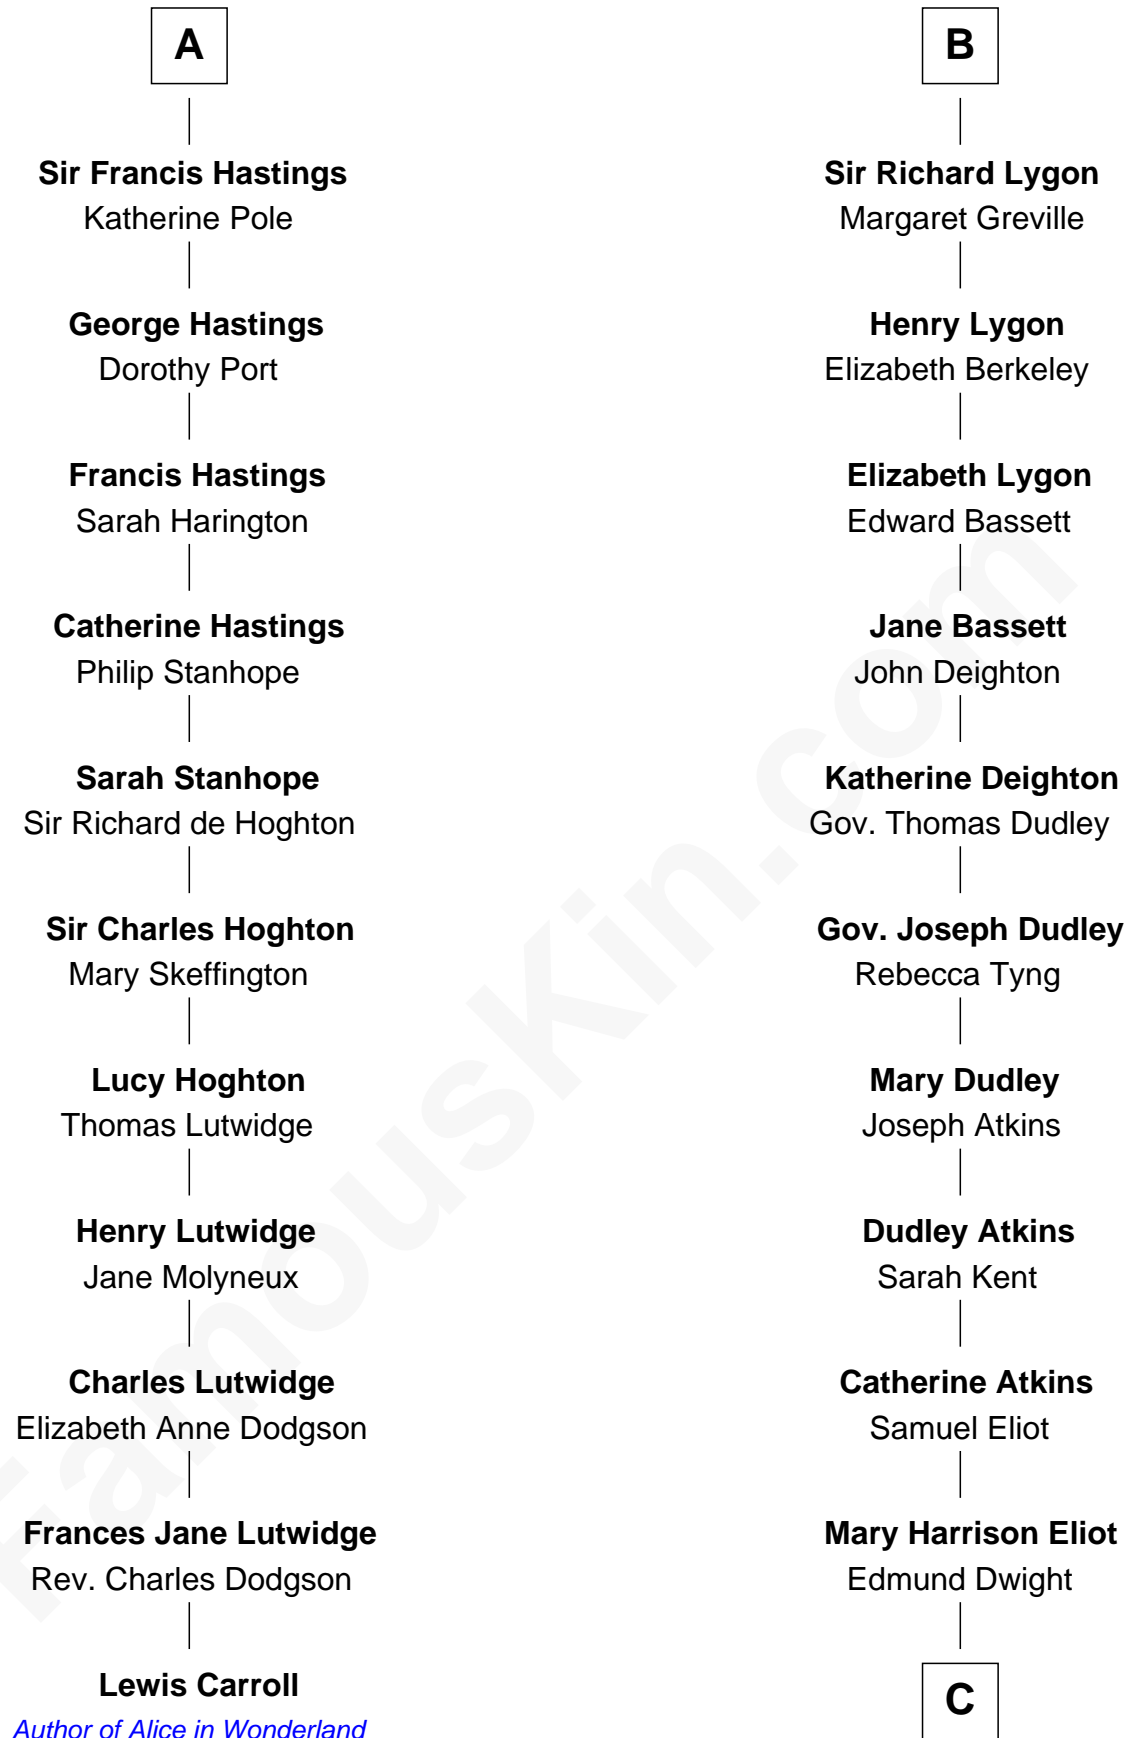 A
Sir Francis Hastings
Katherine Pole
George Hastings
Dorothy Port
Francis Hastings
Sarah Harington
Catherine Hastings
Philip Stanhope
Sarah Stanhope
Sir Richard de Hoghton
Sir Charles Hoghton
Mary Skeffington
Lucy Hoghton
Thomas Lutwidge
Henry Lutwidge
Jane Molyneux
Charles Lutwidge
Elizabeth Anne Dodgson
Frances Jane Lutwidge
Rev. Charles Dodgson
Lewis Carroll
Author of Alice in Wonderland
B
Sir Richard Lygon
Margaret Greville
Henry Lygon
Elizabeth Berkeley
Elizabeth Lygon
Edward Bassett
Jane Bassett
John Deighton
Katherine Deighton
Gov. Thomas Dudley
Gov. Joseph Dudley
Rebecca Tyng
Mary Dudley
Joseph Atkins
Dudley Atkins
Sarah Kent
Catherine Atkins
Samuel Eliot
Mary Harrison Eliot
Edmund Dwight
C
FamousKin.com